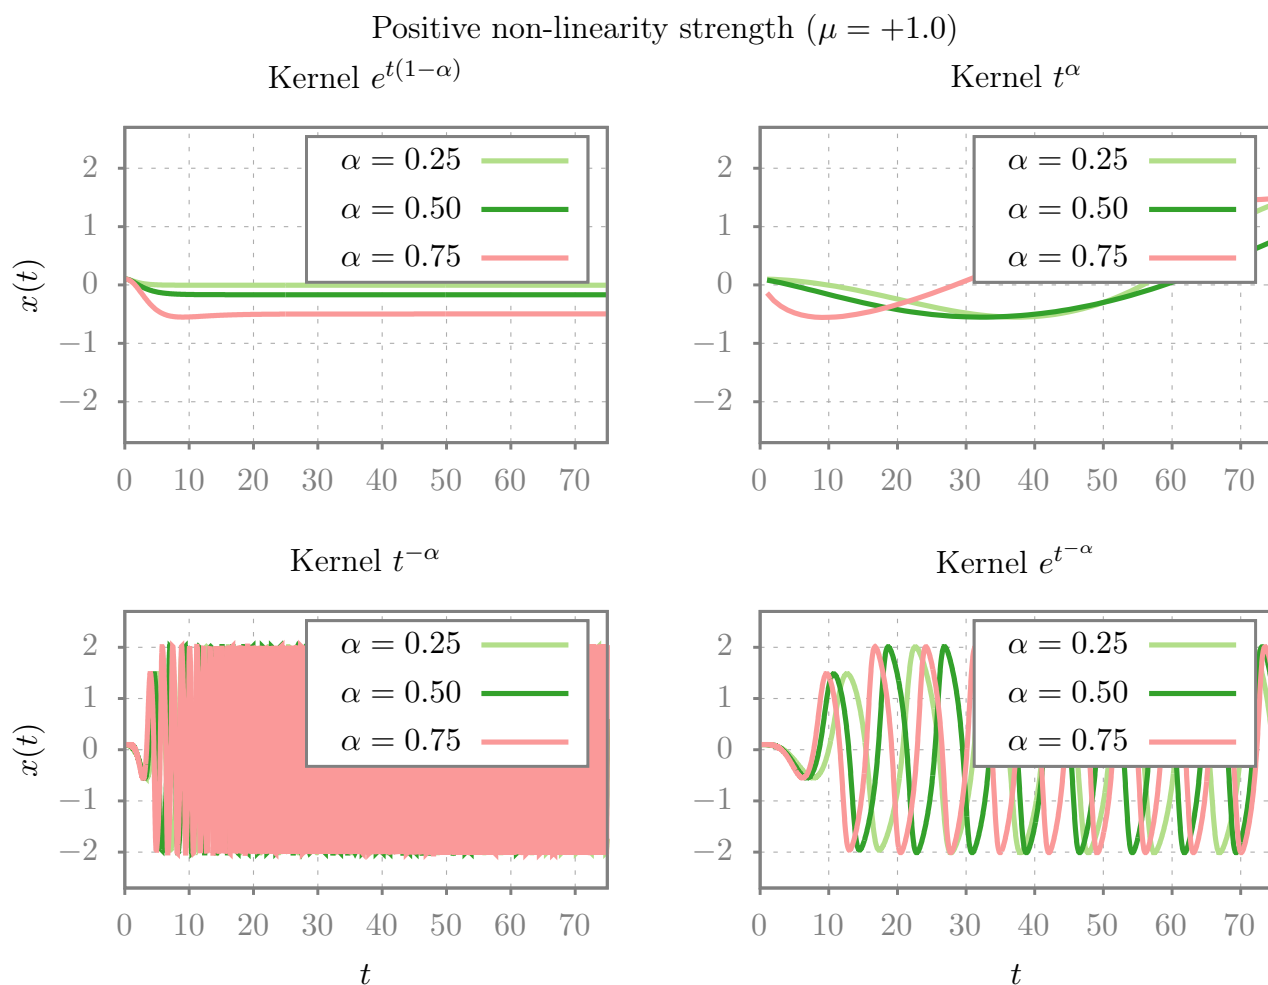 Positive non-linearity strength (μ = +1.0)
Kernel e^{t(1−α)}
2
1
0
−1
−2
x(t)
α = 0.25
α = 0.50
α = 0.75
0 10 20 30 40 50 60 70
Kernel t^α
2
1
0
−1
−2
α = 0.25
α = 0.50
α = 0.75
0 10 20 30 40 50 60 70
Kernel t^{−α}
2
1
0
−1
−2
x(t)
α = 0.25
α = 0.50
α = 0.75
0 10 20 30 40 50 60 70
t
Kernel e^{t^{−α}}
2
1
0
−1
−2
α = 0.25
α = 0.50
α = 0.75
0 10 20 30 40 50 60 70
t